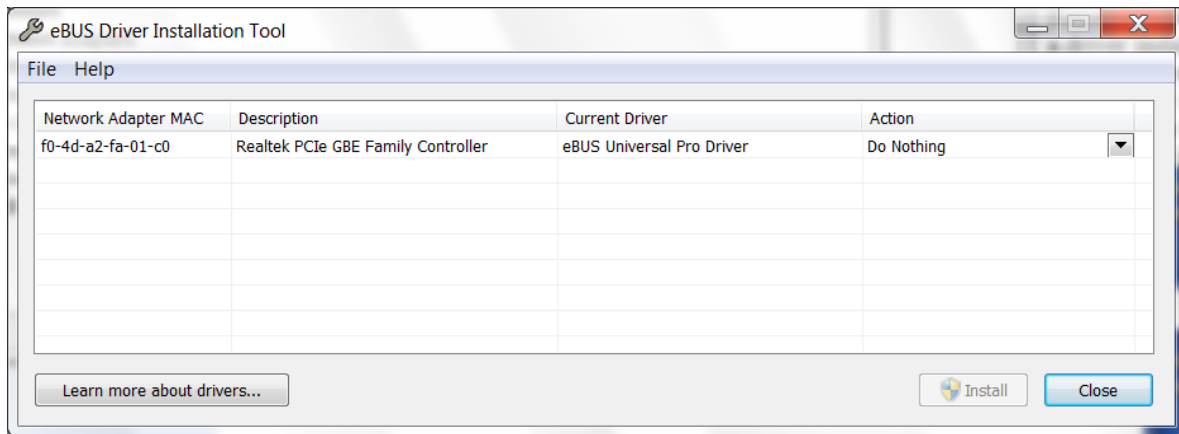 eBUS Driver Installation Tool
File Help
Network Adapter MAC Description Current Driver Action
f0-4d-a2-fa-01-c0 Realtek PCIe GBE Family Controller eBUS Universal Pro Driver Do Nothing
Learn more about drivers... Install Close